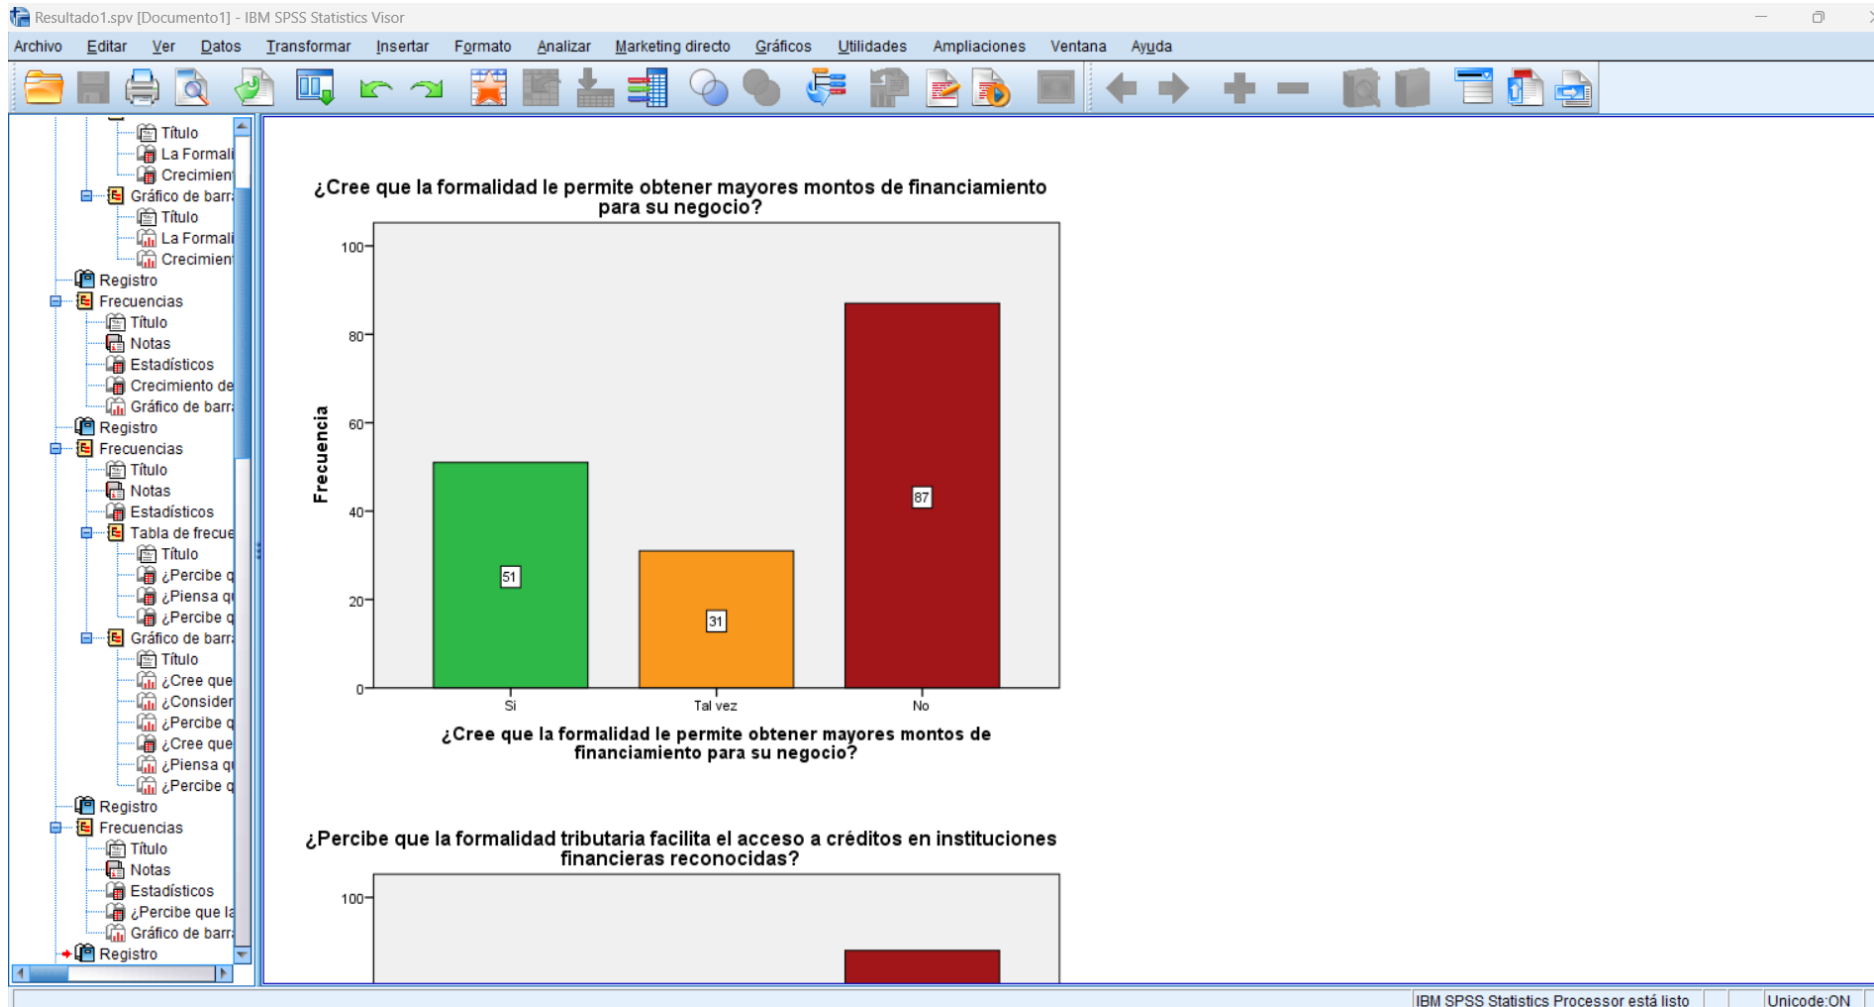 Resultado1.spv [Documento1] - IBM SPSS Statistics Visor
Archivo Editar Ver Datos Transformar Insertar Formato Analizar Marketing directo Gráficos Utilidades Ampliaciones Ventana Ayuda
Título
La Formali
Crecimien
Gráfico de barr
Título
La Formali
Crecimien
Registro
Frecuencias
Título
Notas
Estadísticos
Crecimiento de
Gráfico de barr
Registro
Frecuencias
Título
Notas
Estadísticos
Tabla de frecue
Título
¿Percibe q
¿Piensa q
¿Percibe q
Gráfico de barr
Título
¿Cree que
¿Consider
¿Percibe q
¿Cree que
¿Piensa q
¿Percibe q
Registro
Frecuencias
Título
Notas
Estadísticos
¿Percibe que la
Gráfico de barr
Registro
¿Cree que la formalidad le permite obtener mayores montos de financiamiento
para su negocio?
Frecuencia
100
80
60
40
20
0
51
31
87
Si Tal vez No
¿Cree que la formalidad le permite obtener mayores montos de
financiamiento para su negocio?
¿Percibe que la formalidad tributaria facilita el acceso a créditos en instituciones
financieras reconocidas?
100
IBM SPSS Statistics Processor está listo Unicode:ON